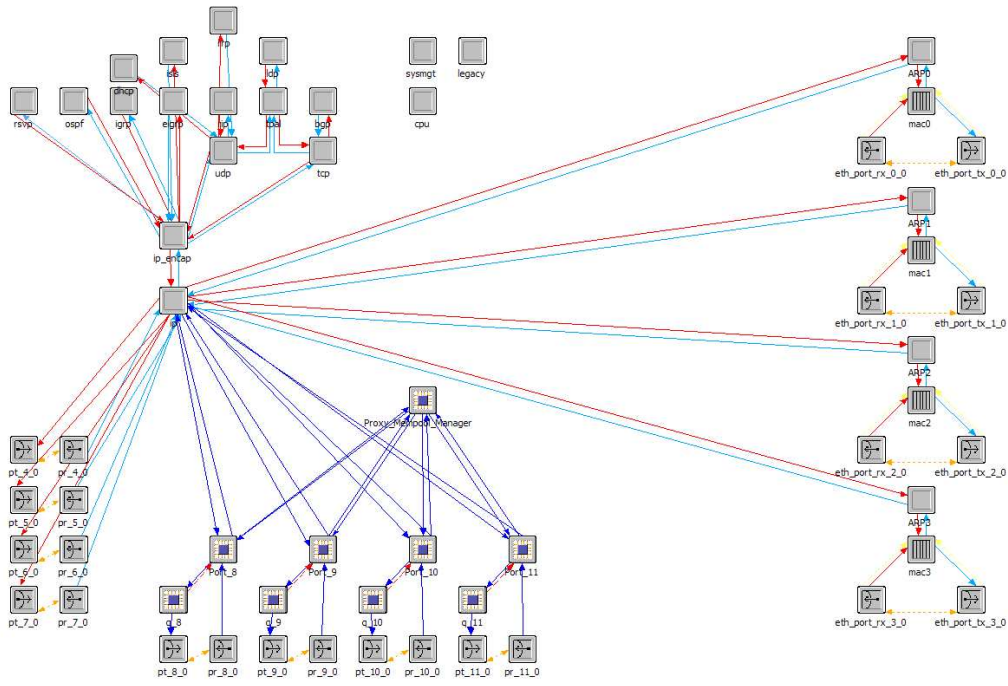 isis
ldp
sysmgt
legacy
dhcp
rsvp
ospf
igrp
eigrp
rip
tpal
bgp
cpu
udp
tcp
ip_encap
ARP0
mac0
eth_port_rx_0_0
eth_port_tx_0_0
ARP1
mac1
eth_port_rx_1_0
eth_port_tx_1_0
ARP2
mac2
eth_port_rx_2_0
eth_port_tx_2_0
ARP3
mac3
eth_port_rx_3_0
eth_port_tx_3_0
Proxy_Mempool_Manager
pt_4_0
pr_4_0
pt_5_0
pr_5_0
pt_6_0
pr_6_0
pt_7_0
pr_7_0
Port_8
Port_9
Port_10
Port_11
q_8
q_9
q_10
q_11
pt_8_0
pr_8_0
pt_9_0
pr_9_0
pt_10_0
pr_10_0
pt_11_0
pr_11_0